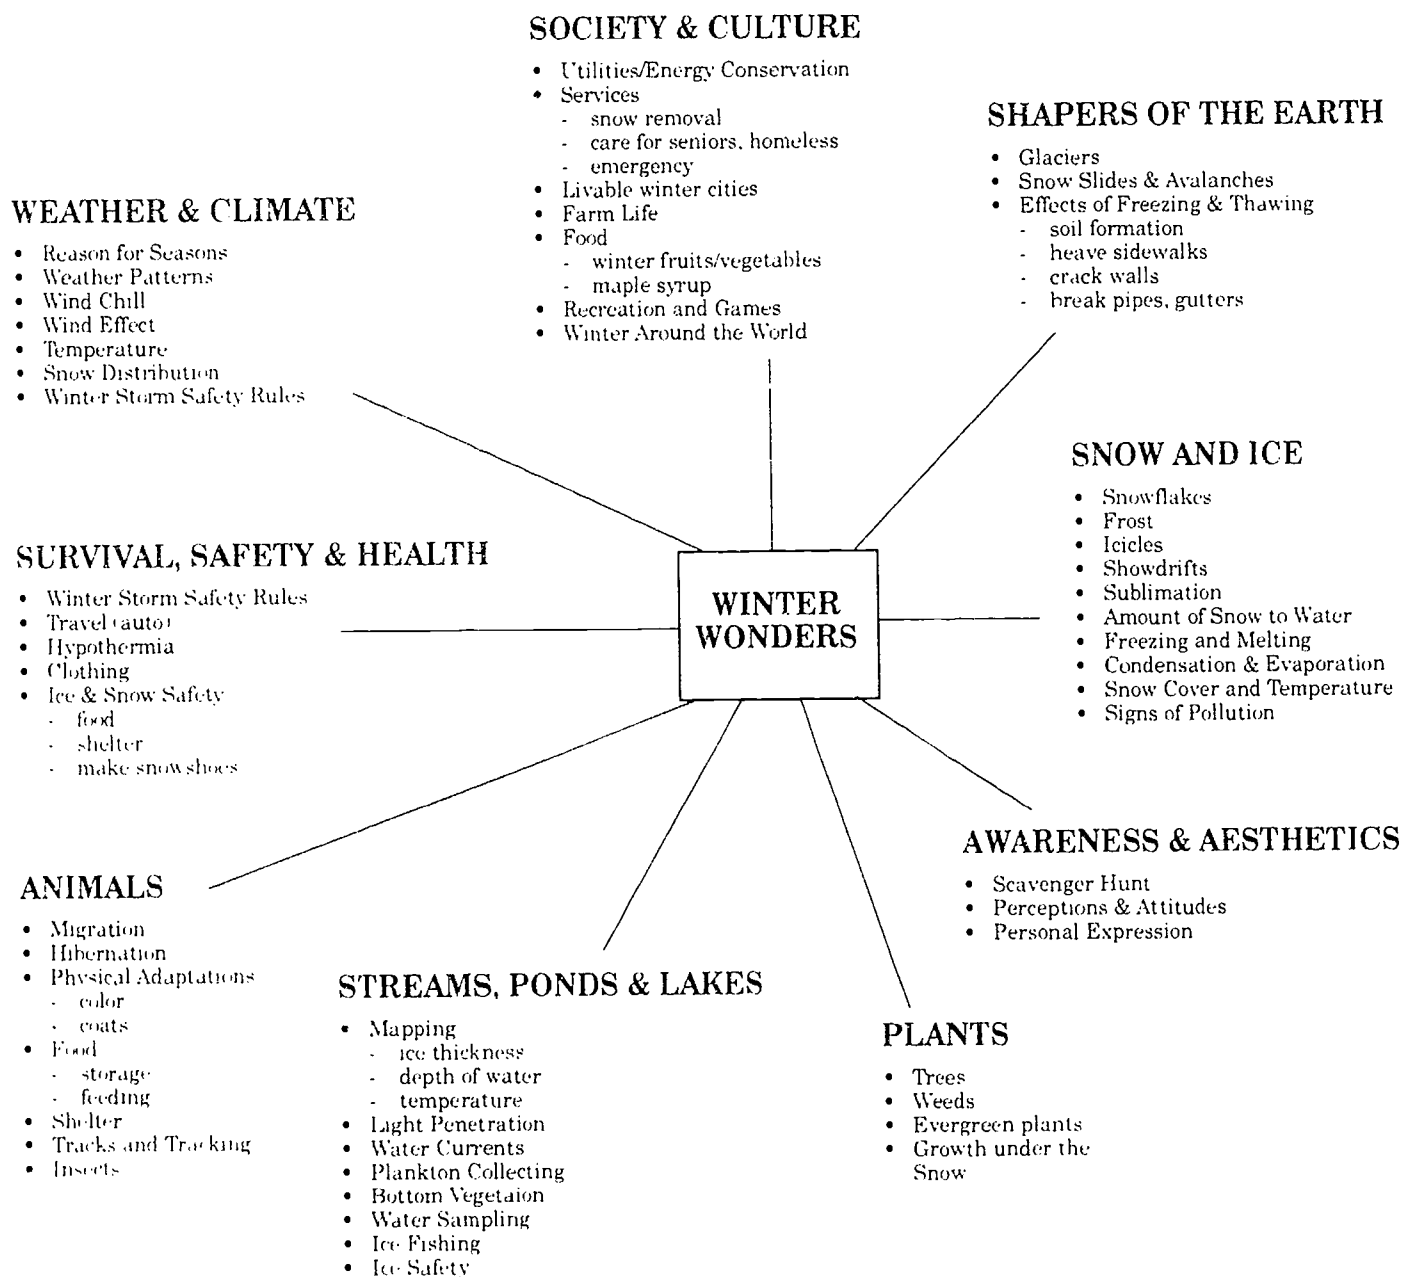 SOCIETY & CULTURE
• Utilities/Energy Conservation
• Services
- snow removal
- care for seniors, homeless
- emergency
• Livable winter cities
• Farm Life
• Food
- winter fruits/vegetables
- maple syrup
• Recreation and Games
• Winter Around the World
SHAPERS OF THE EARTH
• Glaciers
• Snow Slides & Avalanches
• Effects of Freezing & Thawing
- soil formation
- heave sidewalks
- crack walls
- break pipes, gutters
WEATHER & CLIMATE
• Reason for Seasons
• Weather Patterns
• Wind Chill
• Wind Effect
• Temperature
• Snow Distribution
• Winter Storm Safety Rules
SNOW AND ICE
• Snowflakes
• Frost
• Icicles
• Showdrifts
• Sublimation
• Amount of Snow to Water
• Freezing and Melting
• Condensation & Evaporation
• Snow Cover and Temperature
• Signs of Pollution
SURVIVAL, SAFETY & HEALTH
• Winter Storm Safety Rules
• Travel (auto)
• Hypothermia
• Clothing
• Ice & Snow Safety
- food
- shelter
- make snowshoes
WINTER
WONDERS
AWARENESS & AESTHETICS
• Scavenger Hunt
• Perceptions & Attitudes
• Personal Expression
ANIMALS
• Migration
• Hibernation
• Physical Adaptations
- color
- coats
• Food
- storage
- feeding
• Shelter
• Tracks and Tracking
• Insects
STREAMS, PONDS & LAKES
• Mapping
- ice thickness
- depth of water
- temperature
• Light Penetration
• Water Currents
• Plankton Collecting
• Bottom Vegetaion
• Water Sampling
• Ice Fishing
• Ice Safety
PLANTS
• Trees
• Weeds
• Evergreen plants
• Growth under the
Snow